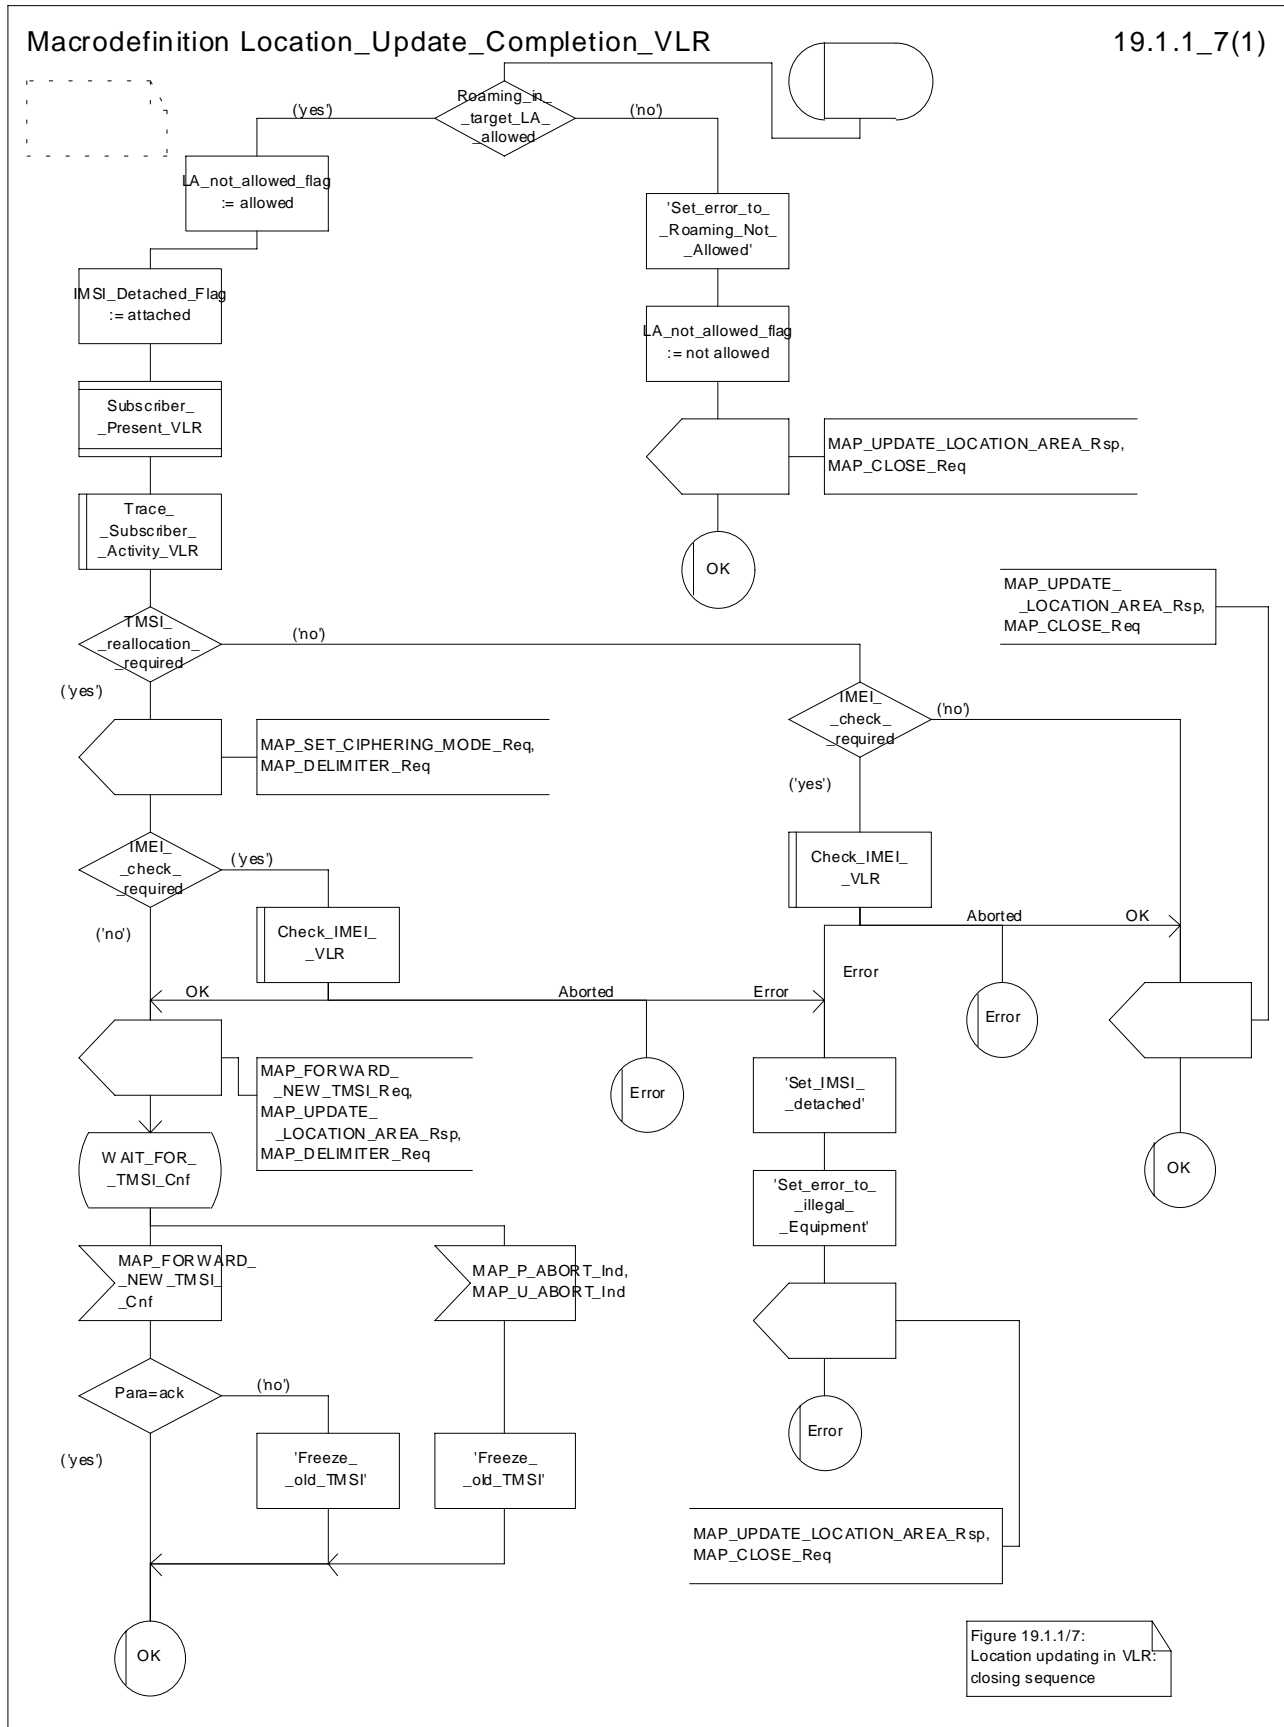 Macrodefinition Location_Update_Completion_VLR
19.1.1_7(1)
Roaming_in_
_target_LA_
_allowed
('yes')
('no')
LA_not_allowed_flag
:= allowed
'Set_error_to_
_Roaming_Not_
_Allowed'
IMSI_Detached_Flag
:= attached
LA_not_allowed_flag
:= not allowed
Subscriber_
_Present_VLR
MAP_UPDATE_LOCATION_AREA_Rsp,
MAP_CLOSE_Req
Trace_
_Subscriber_
_Activity_VLR
OK
MAP_UPDATE_
_LOCATION_AREA_Rsp,
MAP_CLOSE_Req
TMSI_
_reallocation_
_required
('no')
('yes')
IMEI_
_check_
_required
('no')
('yes')
MAP_SET_CIPHERING_MODE_Req,
MAP_DELIMITER_Req
IMEI_
_check_
_required
('yes')
('no')
Check_IMEI_
_VLR
Check_IMEI_
_VLR
Aborted
OK
Error
OK
Aborted
Error
Error
MAP_FORWARD_
_NEW_TMSI_Req,
MAP_UPDATE_
_LOCATION_AREA_Rsp,
MAP_DELIMITER_Req
Error
'Set_IMSI_
_detached'
WAIT_FOR_
_TMSI_Cnf
OK
'Set_error_to_
_illegal_
_Equipment'
MAP_FORWARD_
_NEW_TMSI_
_Cnf
MAP_P_ABORT_Ind,
MAP_U_ABORT_Ind
Para=ack
('no')
('yes')
'Freeze_
_old_TMSI'
'Freeze_
_old_TMSI'
Error
MAP_UPDATE_LOCATION_AREA_Rsp,
MAP_CLOSE_Req
OK
Figure 19.1.1/7:
Location updating in VLR:
closing sequence